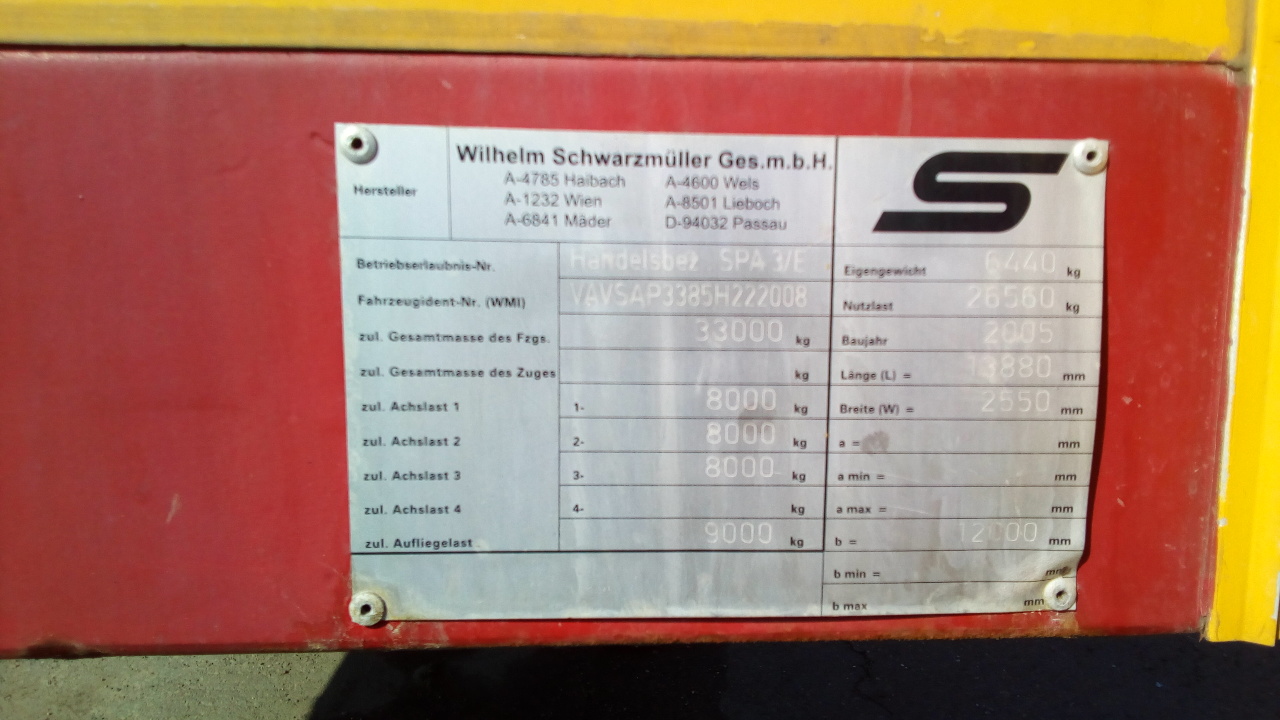 Hersteller
Wilhelm Schwarzmüller Ges.m.b.H.
A-4785 Haibach A-4600 Wels
A-1232 Wien A-8501 Lieboch
A-6841 Mäder D-94032 Passau
S
Betriebserlaubnis-Nr. Handelsbez SPA 3/E
Fahrzeugident-Nr. (WMI) VAVSAP3385H222008
zul. Gesamtmasse des Fzgs. 33000 kg
zul. Gesamtmasse des Zuges kg
zul. Achslast 1 1- 8000 kg
zul. Achslast 2 2- 8000 kg
zul. Achslast 3 3- 8000 kg
zul. Achslast 4 4- kg
zul. Aufliegelast 9000 kg
Eigengewicht 6440 kg
Nutzlast 26560 kg
Baujahr 2005
Länge (L) = 13880 mm
Breite (W) = 2550 mm
a = mm
a min = mm
a max = mm
b = 12000 mm
b min = mm
b max mm